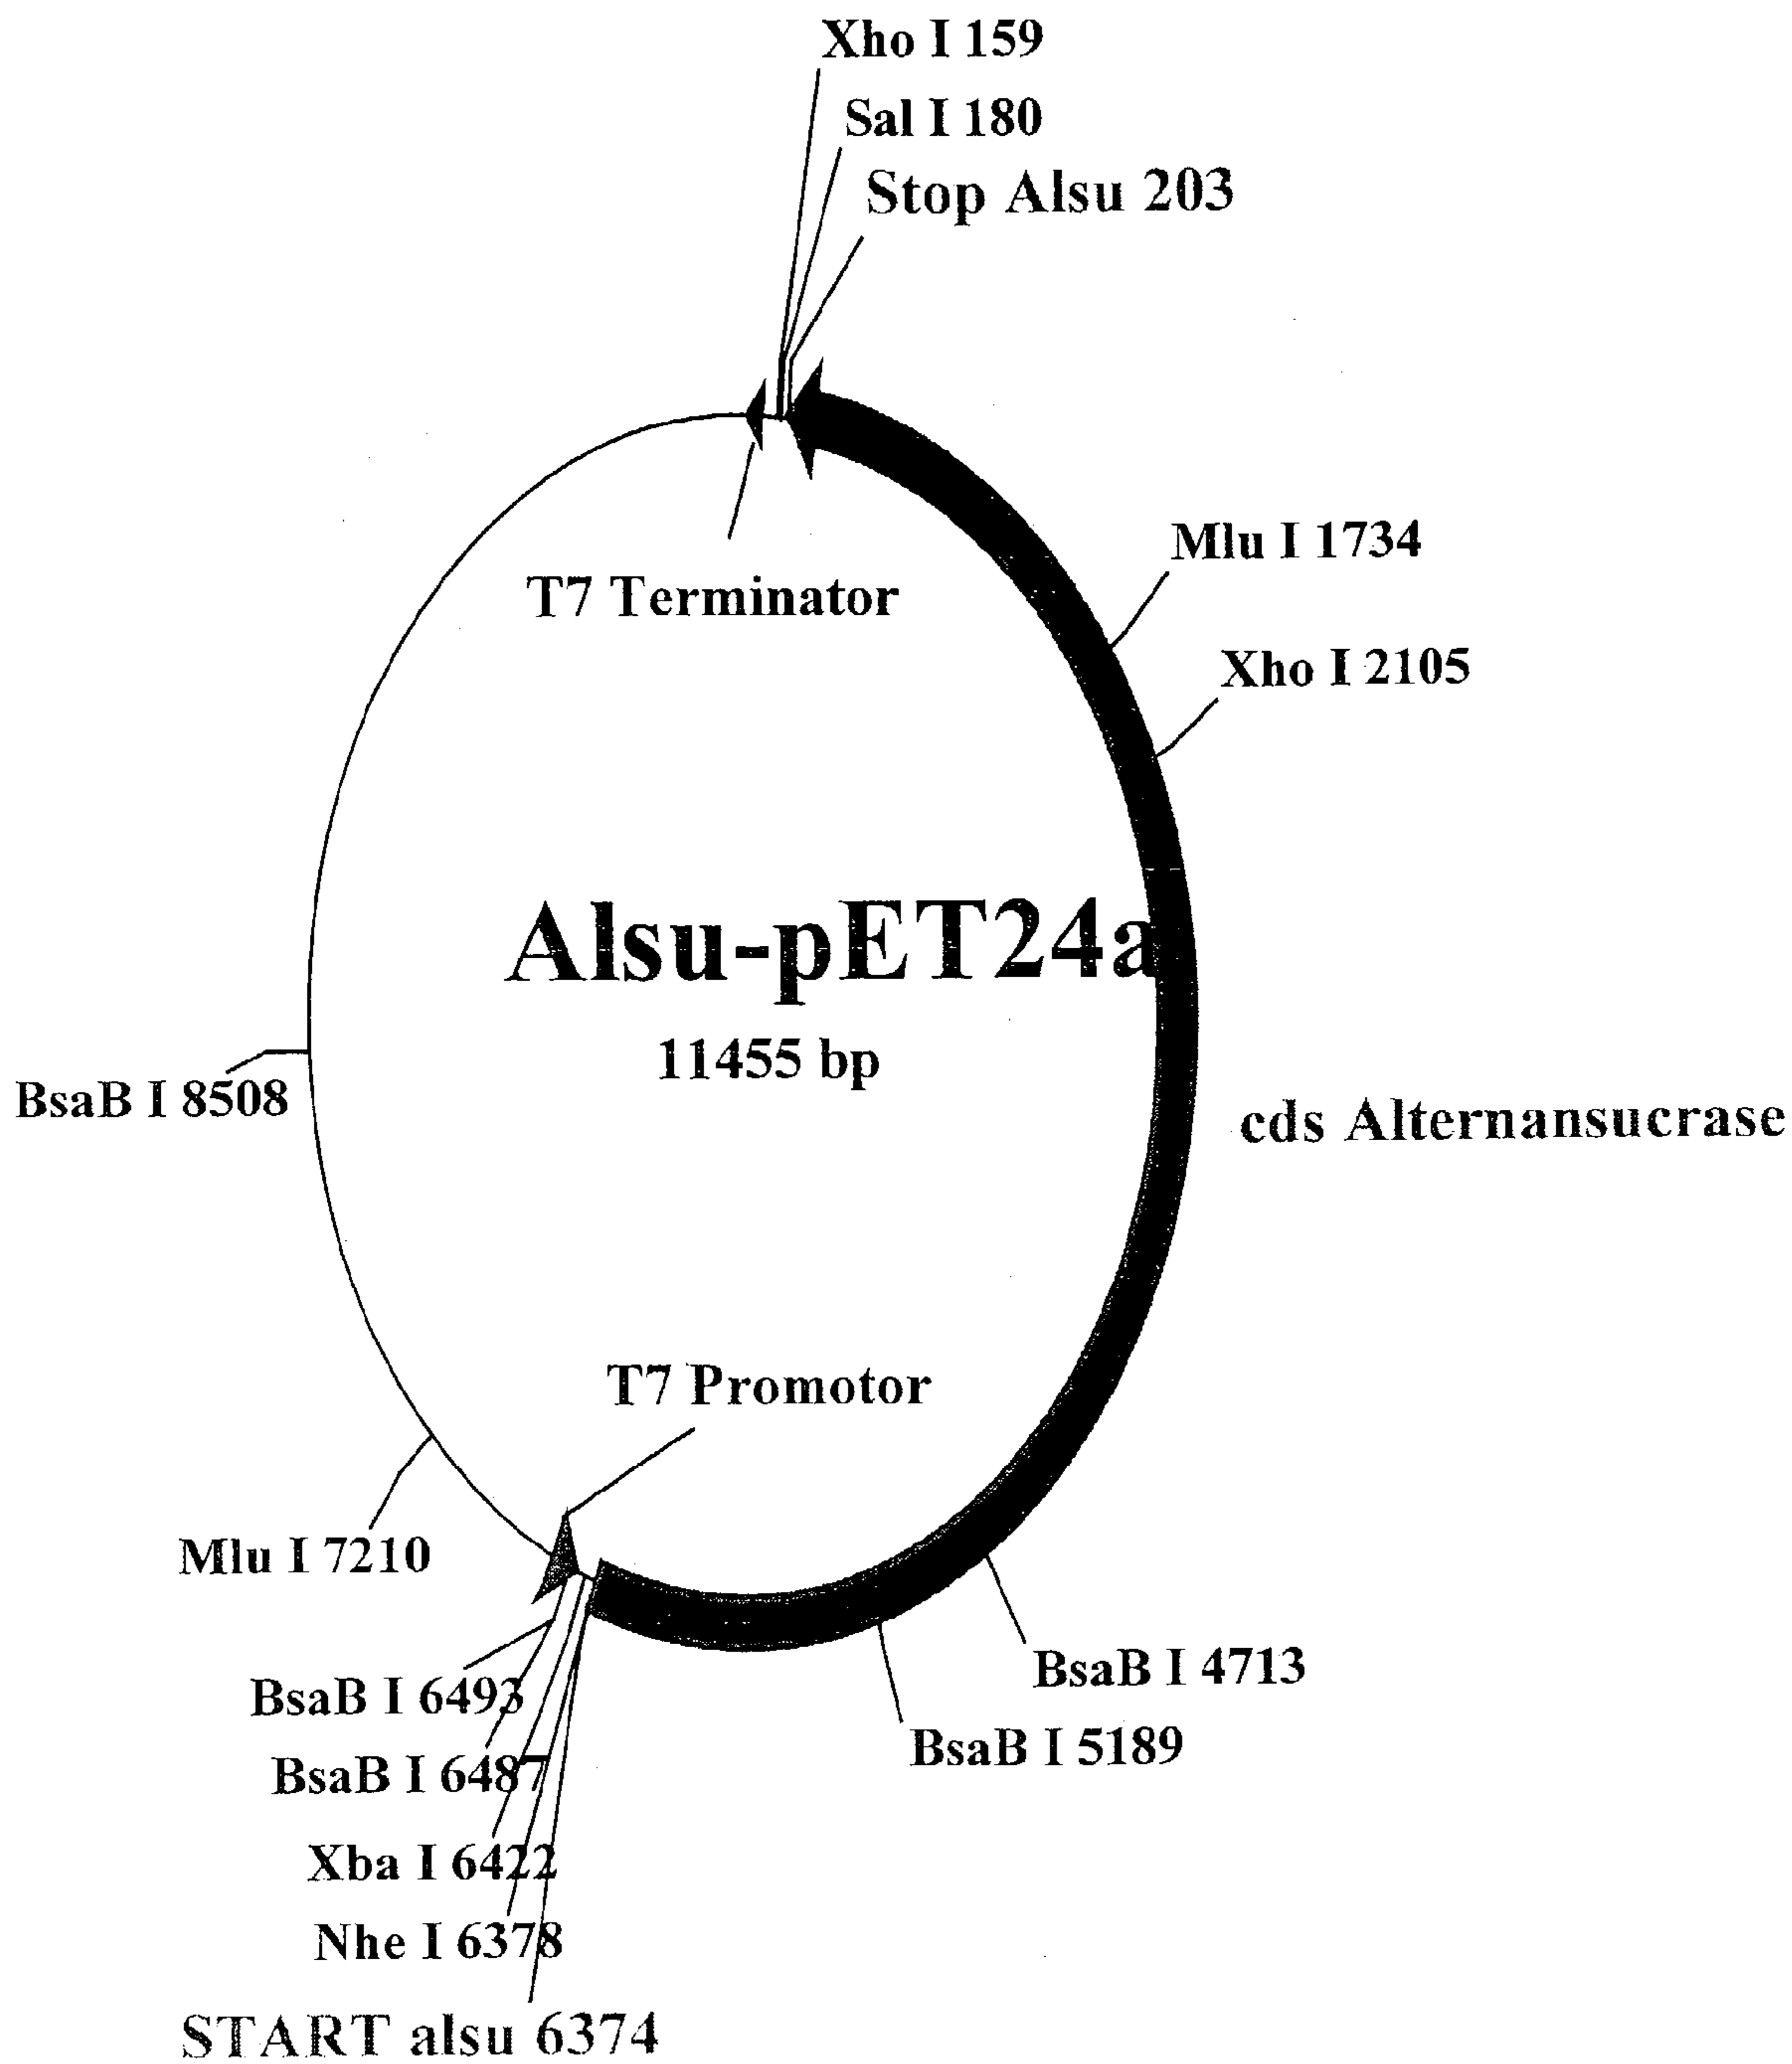 Xho I 159
Sal I 180
Stop Alsu 203
Mlu I 1734
T7 Terminator
Xho I 2105
Alsu-pET24a
11455 bp
BsaB I 8508
cds Alternansucrase
T7 Promotor
Mlu I 7210
BsaB I 4713
BsaB I 6493
BsaB I 5189
BsaB I 6487
Xba I 6422
Nhe I 6378
START alsu 6374